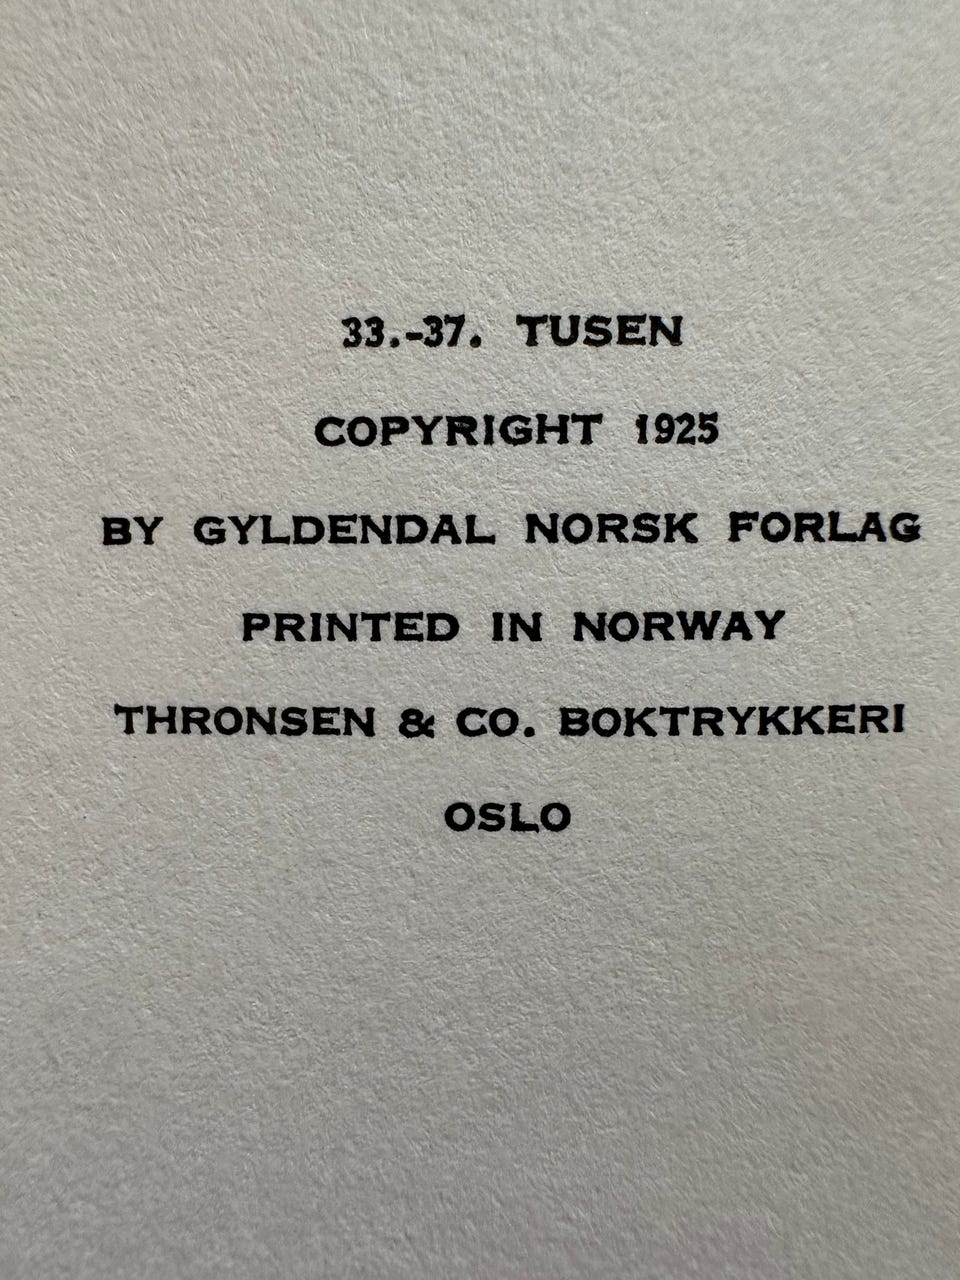 33.-37. TUSEN
COPYRIGHT 1925
BY GYLDENDAL NORSK FORLAG
PRINTED IN NORWAY
THRONSEN & CO. BOKTRYKKERI
OSLO